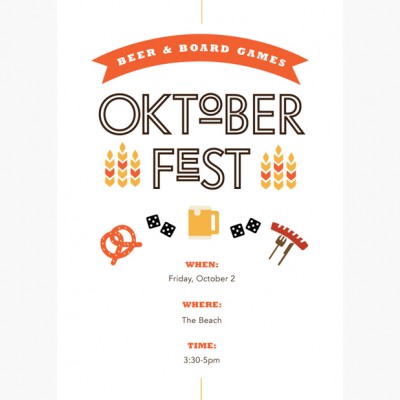 BEER & BOARD GAMES
OKTOBER
FEST
WHEN:
Friday, October 2
WHERE:
The Beach
TIME:
3:30-5pm